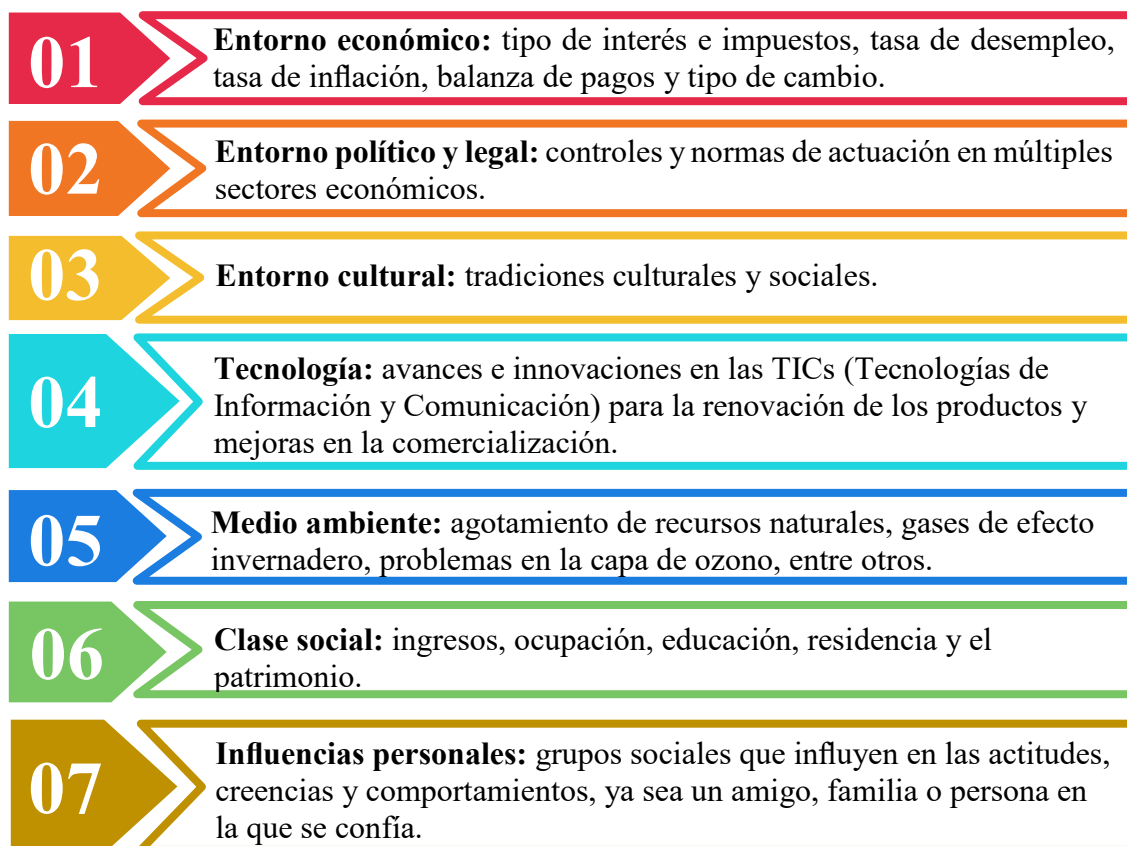 01
Entorno económico: tipo de interés e impuestos, tasa de desempleo,
tasa de inflación, balanza de pagos y tipo de cambio.
02
Entorno político y legal: controles y normas de actuación en múltiples
sectores económicos.
03
Entorno cultural: tradiciones culturales y sociales.
04
Tecnología: avances e innovaciones en las TICs (Tecnologías de
Información y Comunicación) para la renovación de los productos y
mejoras en la comercialización.
05
Medio ambiente: agotamiento de recursos naturales, gases de efecto
invernadero, problemas en la capa de ozono, entre otros.
06
Clase social: ingresos, ocupación, educación, residencia y el
patrimonio.
07
Influencias personales: grupos sociales que influyen en las actitudes,
creencias y comportamientos, ya sea un amigo, familia o persona en
la que se confía.